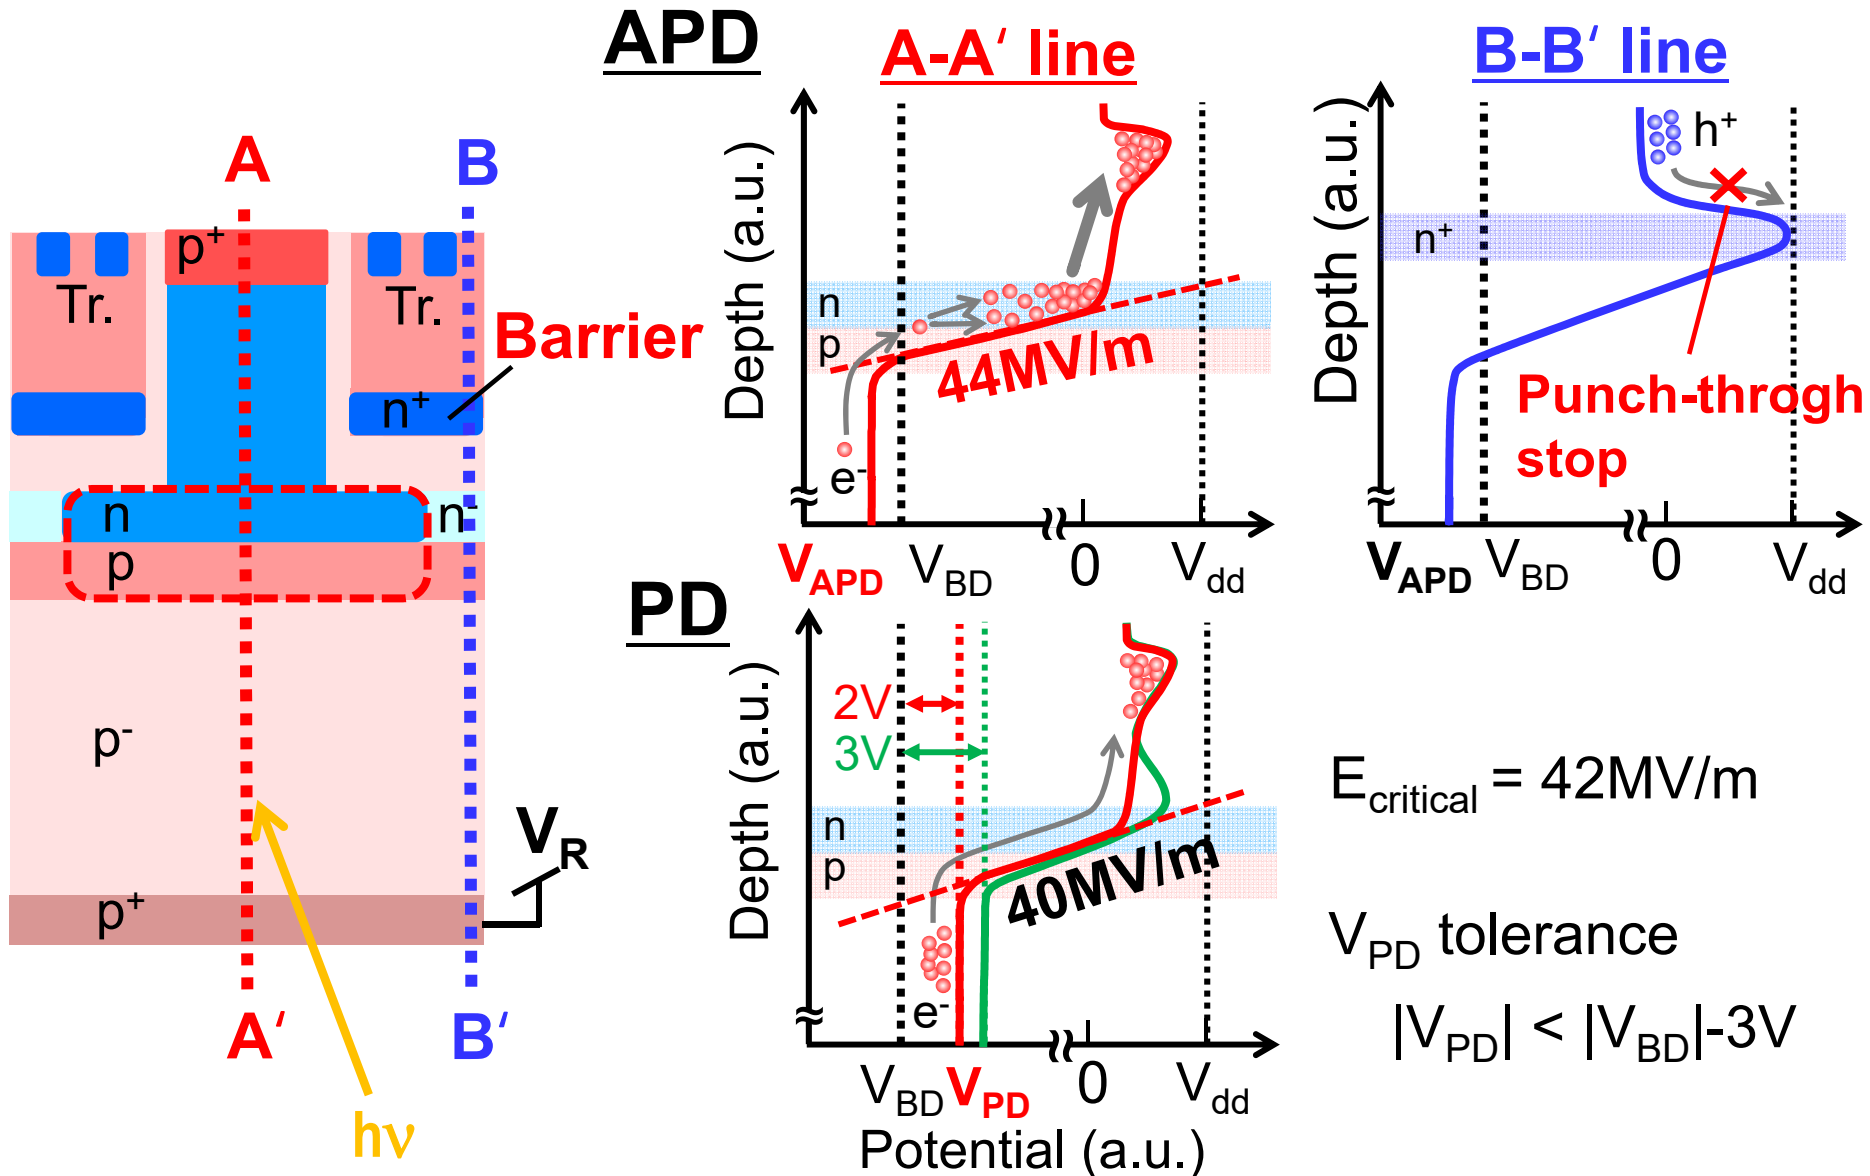 APD
A-A' line
B-B' line
A
B
p+
Tr.
Tr.
Barrier
n+
n
n-
p
p-
p+
VR
A'
B'
hν
Depth (a.u.)
n
p
44MV/m
e-
VAPD
VBD
0
Vdd
Depth (a.u.)
h+
n+
Punch-throgh
stop
VAPD
VBD
0
Vdd
PD
Depth (a.u.)
2V
3V
n
p
40MV/m
e-
VBD
VPD
0
Vdd
Potential (a.u.)
Ecritical = 42MV/m
VPD tolerance
|VPD| < |VBD|-3V